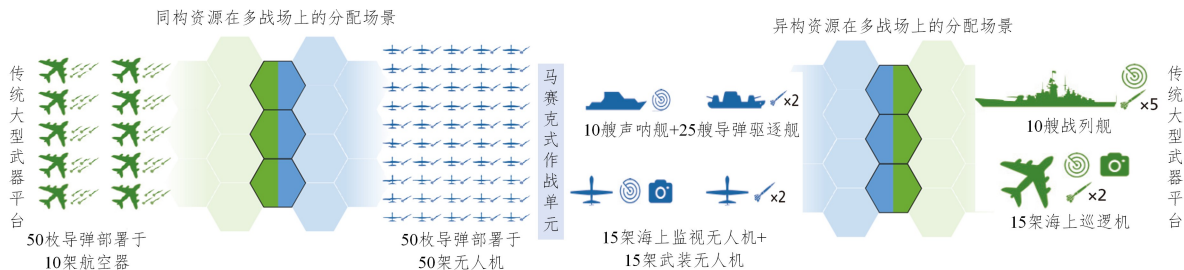 同构资源在多战场上的分配场景
传统大型武器平台
50枚导弹部署于
10架航空器
50枚导弹部署于
50架无人机
马赛克式作战单元
异构资源在多战场上的分配场景
×2
10艘声呐舰+25艘导弹驱逐舰
×2
15架海上监视无人机+
15架武装无人机
×5
10艘战列舰
×2
15架海上巡逻机
传统大型武器平台